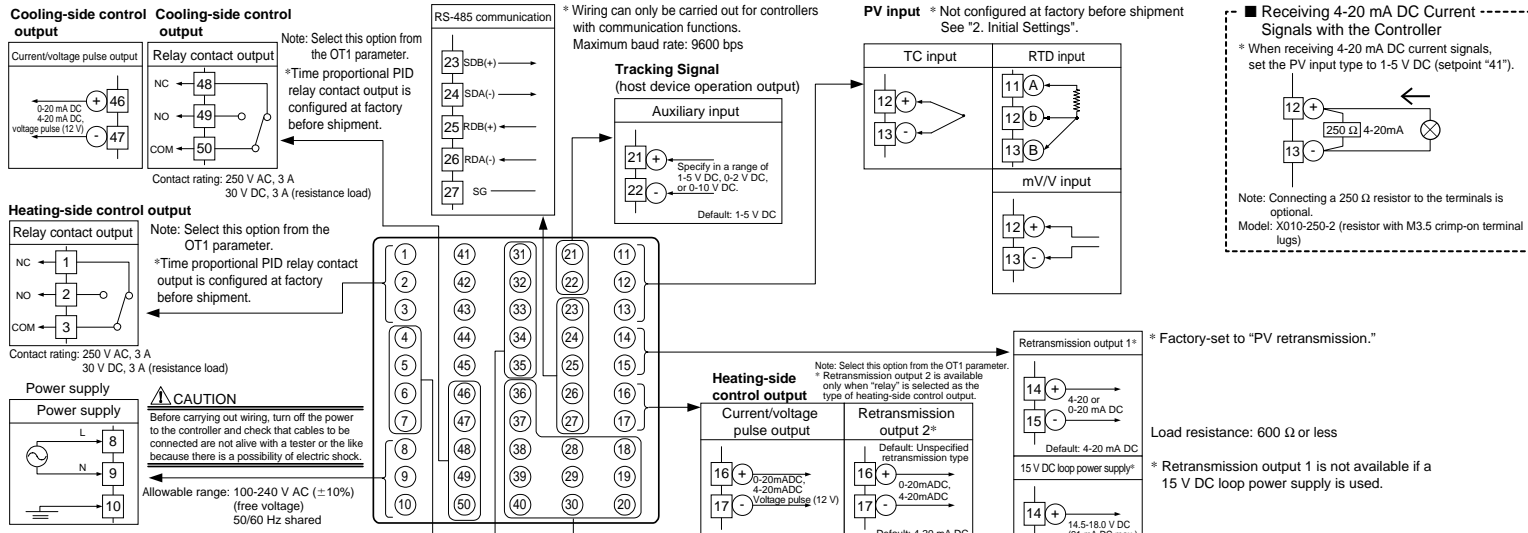 Cooling-side control output
Current/voltage pulse output
0-20 mA DC
4-20 mA DC,
voltage pulse (12 V)
+ 46
- 47
Cooling-side control output
Relay contact output
NC 48
NO 49
COM 50
Note: Select this option from
the OT1 parameter.
*Time proportional PID
relay contact output is
configured at factory
before shipment.
Contact rating: 250 V AC, 3 A
30 V DC, 3 A (resistance load)
RS-485 communication
23 SDB(+)
24 SDA(-)
25 RDB(+)
26 RDA(-)
27 SG
* Wiring can only be carried out for controllers
with communication functions.
Maximum baud rate: 9600 bps
Tracking Signal
(host device operation output)
Auxiliary input
21 +
22 -
Specify in a range of
1-5 V DC, 0-2 V DC,
or 0-10 V DC.
Default: 1-5 V DC
PV input * Not configured at factory before shipment
See "2. Initial Settings".
TC input
12 +
13 -
RTD input
11 A
12 b
13 B
mV/V input
12 +
13 -
■ Receiving 4-20 mA DC Current
Signals with the Controller
* When receiving 4-20 mA DC current signals,
set the PV input type to 1-5 V DC (setpoint “41”).
12 +
250 Ω 4-20mA
13 -
Note: Connecting a 250 Ω resistor to the terminals is
optional.
Model: X010-250-2 (resistor with M3.5 crimp-on terminal
lugs)
Heating-side control output
Relay contact output
NC 1
NO 2
COM 3
Note: Select this option from the
OT1 parameter.
*Time proportional PID relay contact
output is configured at factory
before shipment.
Contact rating: 250 V AC, 3 A
30 V DC, 3 A (resistance load)
Power supply
Power supply
L 8
N 9
10
CAUTION
Before carrying out wiring, turn off the power
to the controller and check that cables to be
connected are not alive with a tester or the like
because there is a possibility of electric shock.
Allowable range: 100-240 V AC (±10%)
(free voltage)
50/60 Hz shared
1 41 31 21 11
2 42 32 22 12
3 43 33 23 13
4 44 34 24 14
5 45 35 25 15
6 46 36 26 16
7 47 37 27 17
8 48 38 28 18
9 49 39 29 19
10 50 40 30 20
Note: Select this option from the OT1 parameter.
* Retransmission output 2 is available
only when “relay” is selected as the
type of heating-side control output.
Heating-side
control output
Current/voltage
pulse output
16 +
17 -
0-20mADC,
4-20mADC
Voltage pulse (12 V)
Retransmission
output 2*
Default: Unspecified
retransmission type
16 +
17 -
0-20mADC,
4-20mADC
Default: 4-20 mA DC
Retransmission output 1*
14 +
15 -
4-20 or
0-20 mA DC
Default: 4-20 mA DC
15 V DC loop power supply*
14 +
14.5-18.0 V DC
(21 mA DC max.)
* Factory-set to “PV retransmission.”
Load resistance: 600 Ω or less
* Retransmission output 1 is not available if a
15 V DC loop power supply is used.